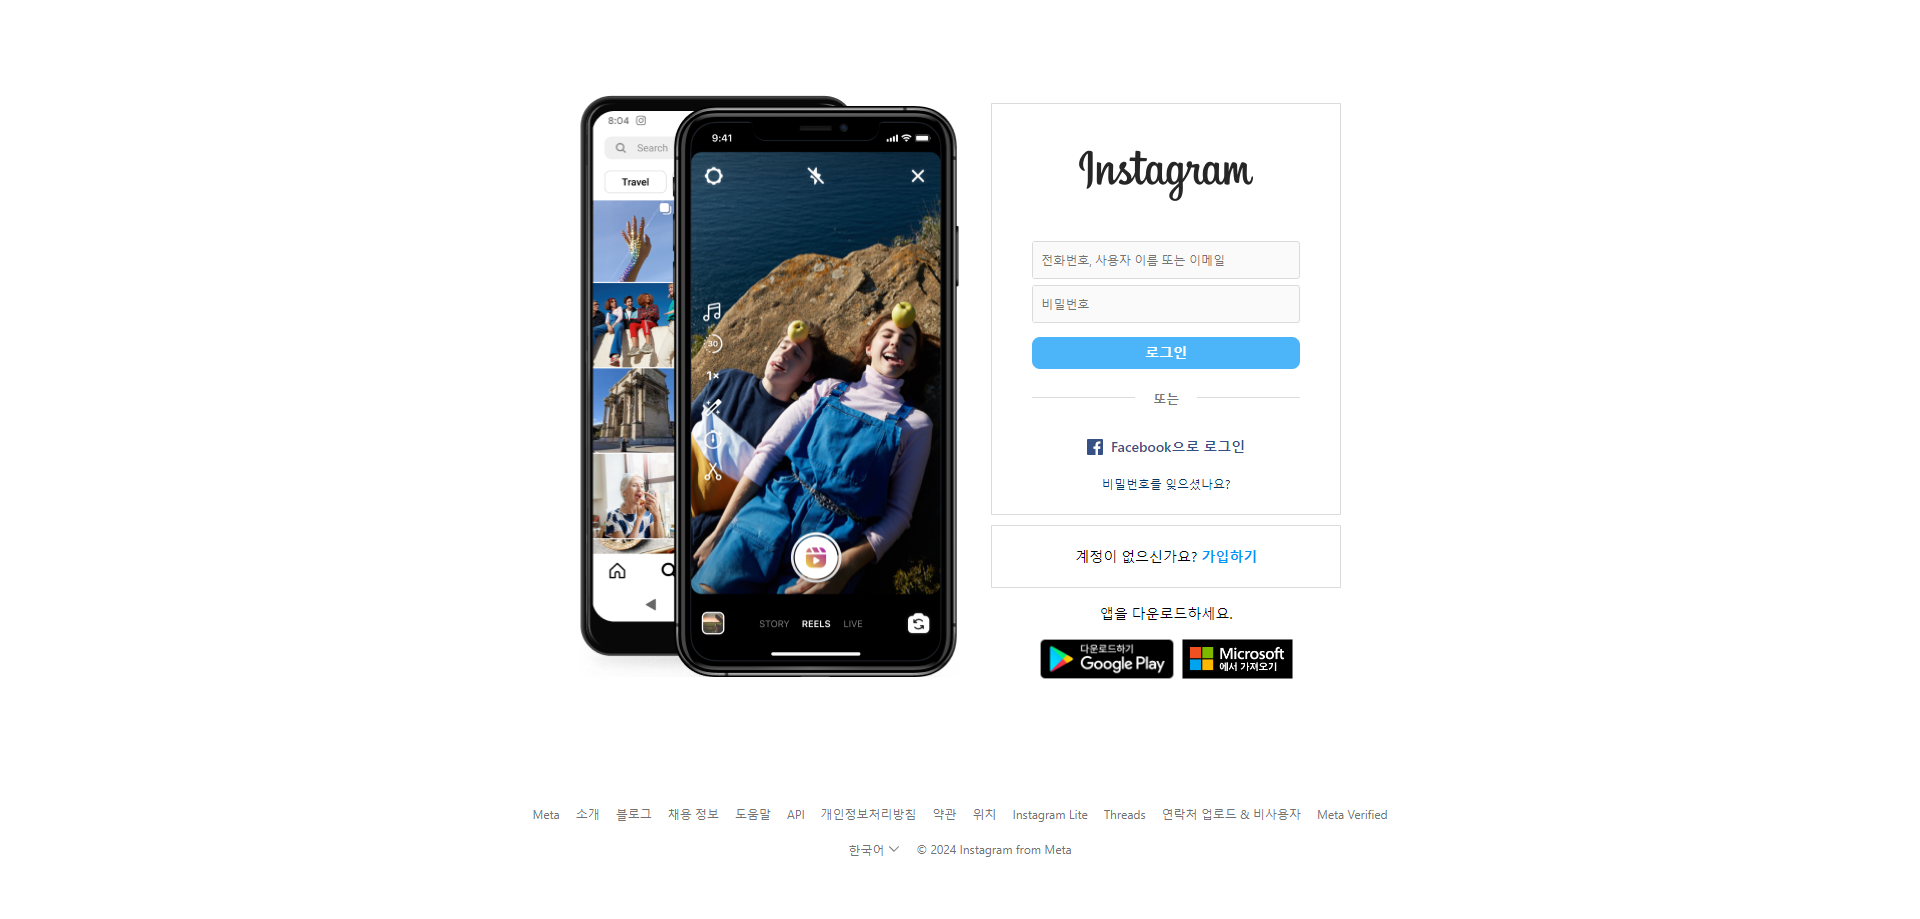 8:04
Search
Travel
9:41
30
1×
STORY REELS LIVE
Instagram
전화번호, 사용자 이름 또는 이메일
비밀번호
로그인
또는
Facebook으로 로그인
비밀번호를 잊으셨나요?
계정이 없으신가요? 가입하기
앱을 다운로드하세요.
다운로드하기
Google Play
Microsoft
에서 가져오기
Meta 소개 블로그 채용 정보 도움말 API 개인정보처리방침 약관 위치 Instagram Lite Threads 연락처 업로드 & 비사용자 Meta Verified
한국어 © 2024 Instagram from Meta